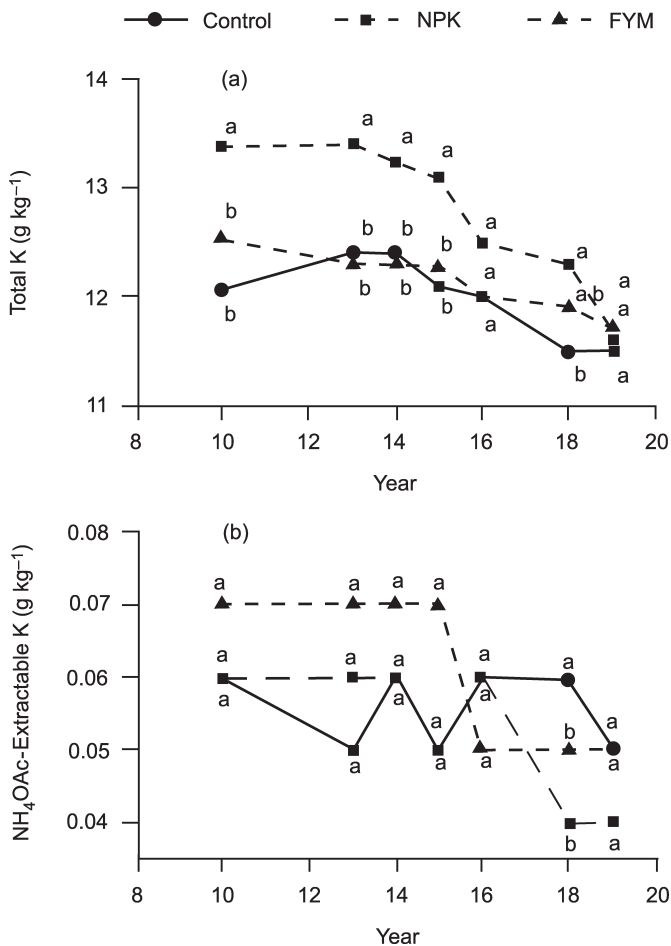 Control NPK FYM
(a)
14
13
12
11
Total K (g kg⁻¹)
a a a a a a a
b b b b a a b a
b b b b a b a
8 10 12 14 16 18 20
Year
(b)
0.08
0.07
0.06
0.05
0.04
NH₄OAc-Extractable K (g kg⁻¹)
a a a a
a a a a a a
a a a a a
a a a b a
b a
8 10 12 14 16 18 20
Year